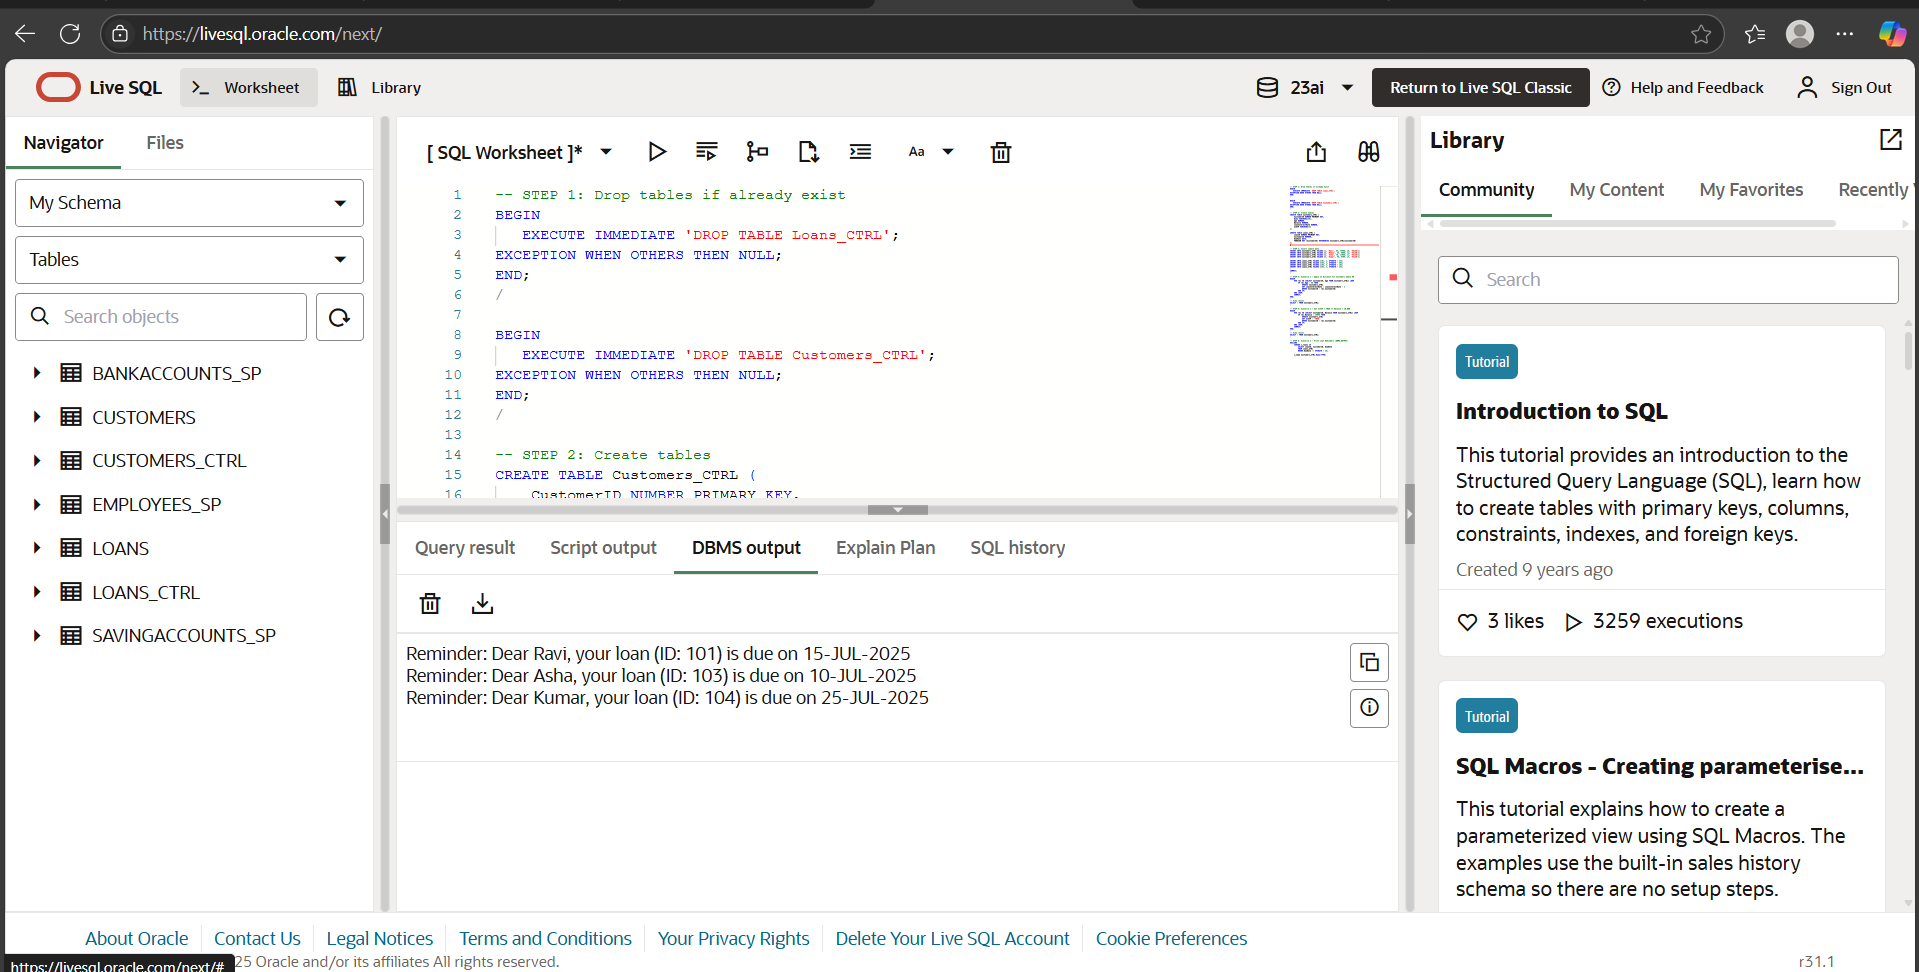 https://livesql.oracle.com/next/
Live SQL
Worksheet
Library
23ai
Return to Live SQL Classic
Help and Feedback
Sign Out
Navigator
Files
My Schema
Tables
Search objects
BANKACCOUNTS_SP
CUSTOMERS
CUSTOMERS_CTRL
EMPLOYEES_SP
LOANS
LOANS_CTRL
SAVINGACCOUNTS_SP
[ SQL Worksheet ]*
Aa
1 -- STEP 1: Drop tables if already exist
2 BEGIN
3 EXECUTE IMMEDIATE 'DROP TABLE Loans_CTRL';
4 EXCEPTION WHEN OTHERS THEN NULL;
5 END;
6 /
7
8 BEGIN
9 EXECUTE IMMEDIATE 'DROP TABLE Customers_CTRL';
10 EXCEPTION WHEN OTHERS THEN NULL;
11 END;
12 /
13
14 -- STEP 2: Create tables
15 CREATE TABLE Customers_CTRL (
16 CustomerID NUMBER PRIMARY KEY,
Query result
Script output
DBMS output
Explain Plan
SQL history
Reminder: Dear Ravi, your loan (ID: 101) is due on 15-JUL-2025
Reminder: Dear Asha, your loan (ID: 103) is due on 10-JUL-2025
Reminder: Dear Kumar, your loan (ID: 104) is due on 25-JUL-2025
Library
Community
My Content
My Favorites
Recently
Search
Tutorial
Introduction to SQL
This tutorial provides an introduction to the
Structured Query Language (SQL), learn how
to create tables with primary keys, columns,
constraints, indexes, and foreign keys.
Created 9 years ago
3 likes
3259 executions
Tutorial
SQL Macros - Creating parameterise...
This tutorial explains how to create a
parameterized view using SQL Macros. The
examples use the built-in sales history
schema so there are no setup steps.
About Oracle
Contact Us
Legal Notices
Terms and Conditions
Your Privacy Rights
Delete Your Live SQL Account
Cookie Preferences
https://livesql.oracle.com/next/#
25 Oracle and/or its affiliates All rights reserved.
r31.1